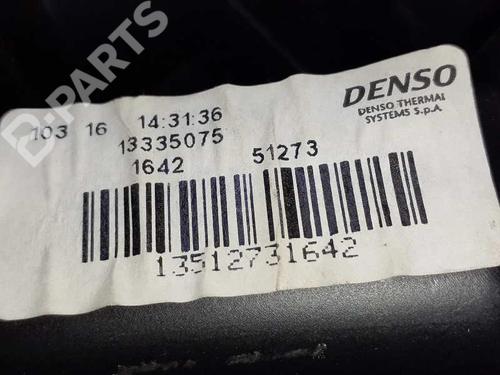 B-PARTS
103 16 14:31:36
13335075
1642 51273
13512731642
DENSO
DENSO THERMAL
SYSTEMS S.p.A.